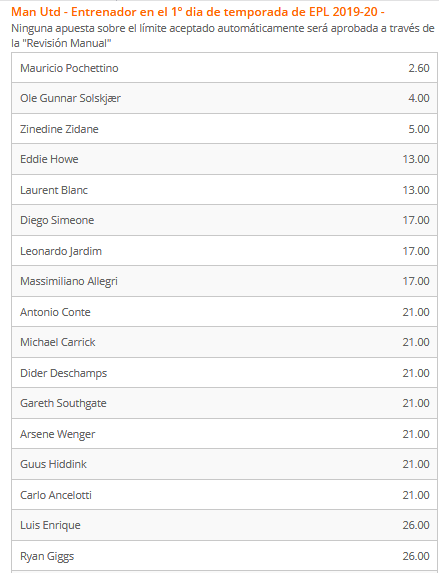 Man Utd - Entrenador en el 1º dia de temporada de EPL 2019-20 -
Ninguna apuesta sobre el límite aceptado automáticamente será aprobada a través de
la "Revisión Manual"
Mauricio Pochettino 2.60
Ole Gunnar Solskjær 4.00
Zinedine Zidane 5.00
Eddie Howe 13.00
Laurent Blanc 13.00
Diego Simeone 17.00
Leonardo Jardim 17.00
Massimiliano Allegri 17.00
Antonio Conte 21.00
Michael Carrick 21.00
Dider Deschamps 21.00
Gareth Southgate 21.00
Arsene Wenger 21.00
Guus Hiddink 21.00
Carlo Ancelotti 21.00
Luis Enrique 26.00
Ryan Giggs 26.00